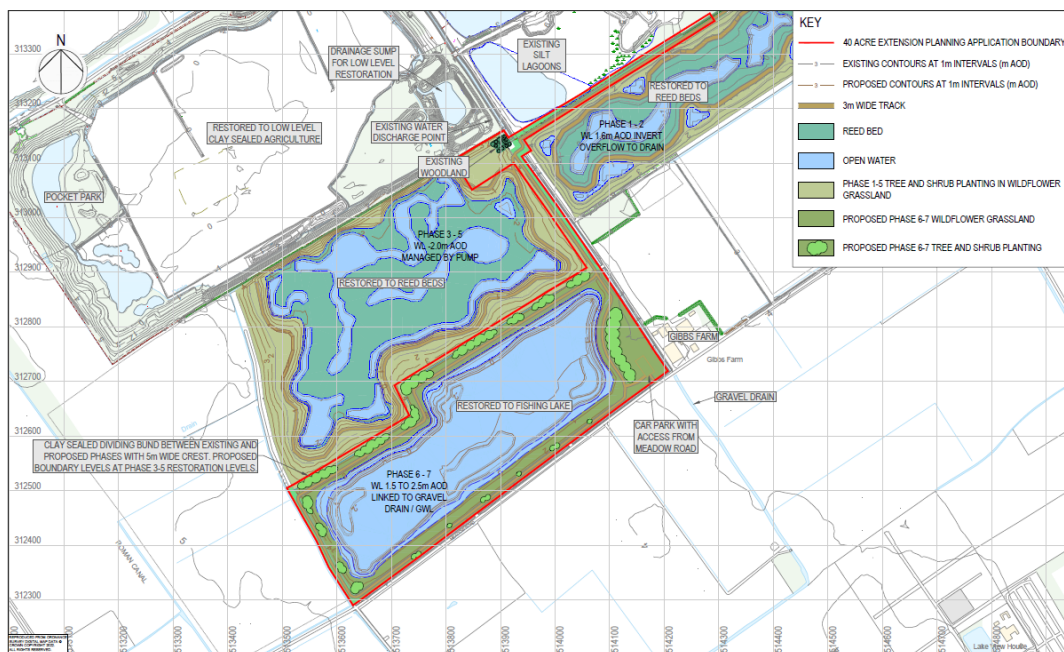 313300
313200
313100
313000
312900
312800
312700
312600
312500
312400
312300
N
DRAINAGE SUMP
FOR LOW LEVEL
RESTORATION
EXISTING
SILT
LAGOONS
RESTORED TO LOW LEVEL
CLAY SEALED AGRICULTURE
EXISTING WATER
DISCHARGE POINT
RESTORED TO
REED BEDS
PHASE 1 - 2
WL 1.6m AOD INVERT
OVERFLOW TO DRAIN
EXISTING
WOODLAND
POCKET PARK
PHASE 3 - 5
WL -2.0m AOD
MANAGED BY PUMP
RESTORED TO REED BEDS
GIBBS FARM
Gibbs Farm
GRAVEL DRAIN
RESTORED TO FISHING LAKE
CAR PARK WITH
ACCESS FROM
MEADOW ROAD
Drain
CLAY SEALED DIVIDING BUND BETWEEN EXISTING AND
PROPOSED PHASES WITH 5m WIDE CREST. PROPOSED
BOUNDARY LEVELS AT PHASE 3-5 RESTORATION LEVELS.
PHASE 6 - 7
WL 1.5 TO 2.5m AOD
LINKED TO GRAVEL
DRAIN / GWL
ROMAN CANAL
Lake View House
513200
513300
513400
513500
513600
513700
513800
513900
514000
514100
514200
514300
514400
514500
514600
514700
KEY
40 ACRE EXTENSION PLANNING APPLICATION BOUNDARY
EXISTING CONTOURS AT 1m INTERVALS (m AOD)
PROPOSED CONTOURS AT 1m INTERVALS (m AOD)
3m WIDE TRACK
REED BED
OPEN WATER
PHASE 1-5 TREE AND SHRUB PLANTING IN WILDFLOWER
GRASSLAND
PROPOSED PHASE 6-7 WILDFLOWER GRASSLAND
PROPOSED PHASE 6-7 TREE AND SHRUB PLANTING